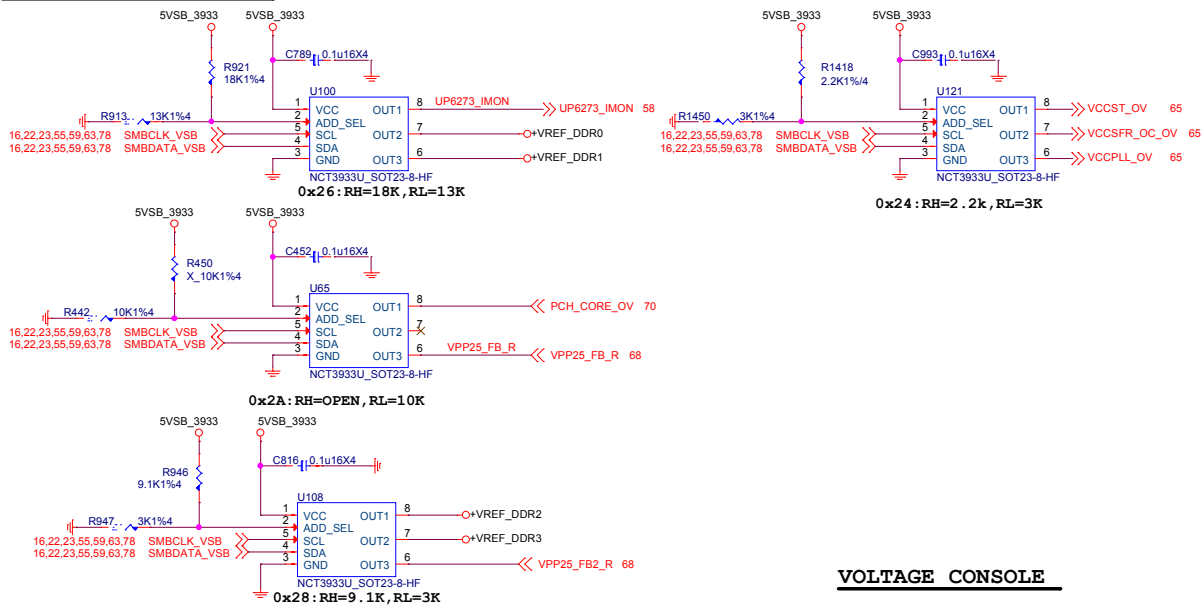 5VSB_3933
5VSB_3933
R921
18K1%4
C789
0.1u16X4
R913
13K1%4
16,22,23,55,59,63,78 SMBCLK_VSB
16,22,23,55,59,63,78 SMBDATA_VSB
U100
1 VCC OUT1 8
2 ADD_SEL
5 SCL OUT2 7
4 SDA
3 GND OUT3 6
NCT3933U_SOT23-8-HF
UP6273_IMON
UP6273_IMON 58
+VREF_DDR0
+VREF_DDR1
0x26:RH=18K,RL=13K
5VSB_3933
5VSB_3933
R1418
2.2K1%/4
C993
0.1u16X4
R1450
3K1%4
16,22,23,55,59,63,78 SMBCLK_VSB
16,22,23,55,59,63,78 SMBDATA_VSB
U121
1 VCC OUT1 8
2 ADD_SEL
5 SCL OUT2 7
4 SDA
3 GND OUT3 6
NCT3933U_SOT23-8-HF
VCCST_OV 65
VCCSFR_OC_OV 65
VCCPLL_OV 65
0x24:RH=2.2k,RL=3K
5VSB_3933
5VSB_3933
R450
X_10K1%4
C452
0.1u16X4
R442
10K1%4
16,22,23,55,59,63,78 SMBCLK_VSB
16,22,23,55,59,63,78 SMBDATA_VSB
U65
1 VCC OUT1 8
2 ADD_SEL
5 SCL OUT2 7
4 SDA
3 GND OUT3 6
NCT3933U_SOT23-8-HF
PCH_CORE_OV 70
VPP25_FB_R
VPP25_FB_R 68
0x2A:RH=OPEN,RL=10K
5VSB_3933
5VSB_3933
R946
9.1K1%4
C816
0.1u16X4
R947
3K1%4
16,22,23,55,59,63,78 SMBCLK_VSB
16,22,23,55,59,63,78 SMBDATA_VSB
U108
1 VCC OUT1 8
2 ADD_SEL
5 SCL OUT2 7
4 SDA
3 GND OUT3 6
NCT3933U_SOT23-8-HF
+VREF_DDR2
+VREF_DDR3
VPP25_FB2_R 68
0x28:RH=9.1K,RL=3K
VOLTAGE CONSOLE